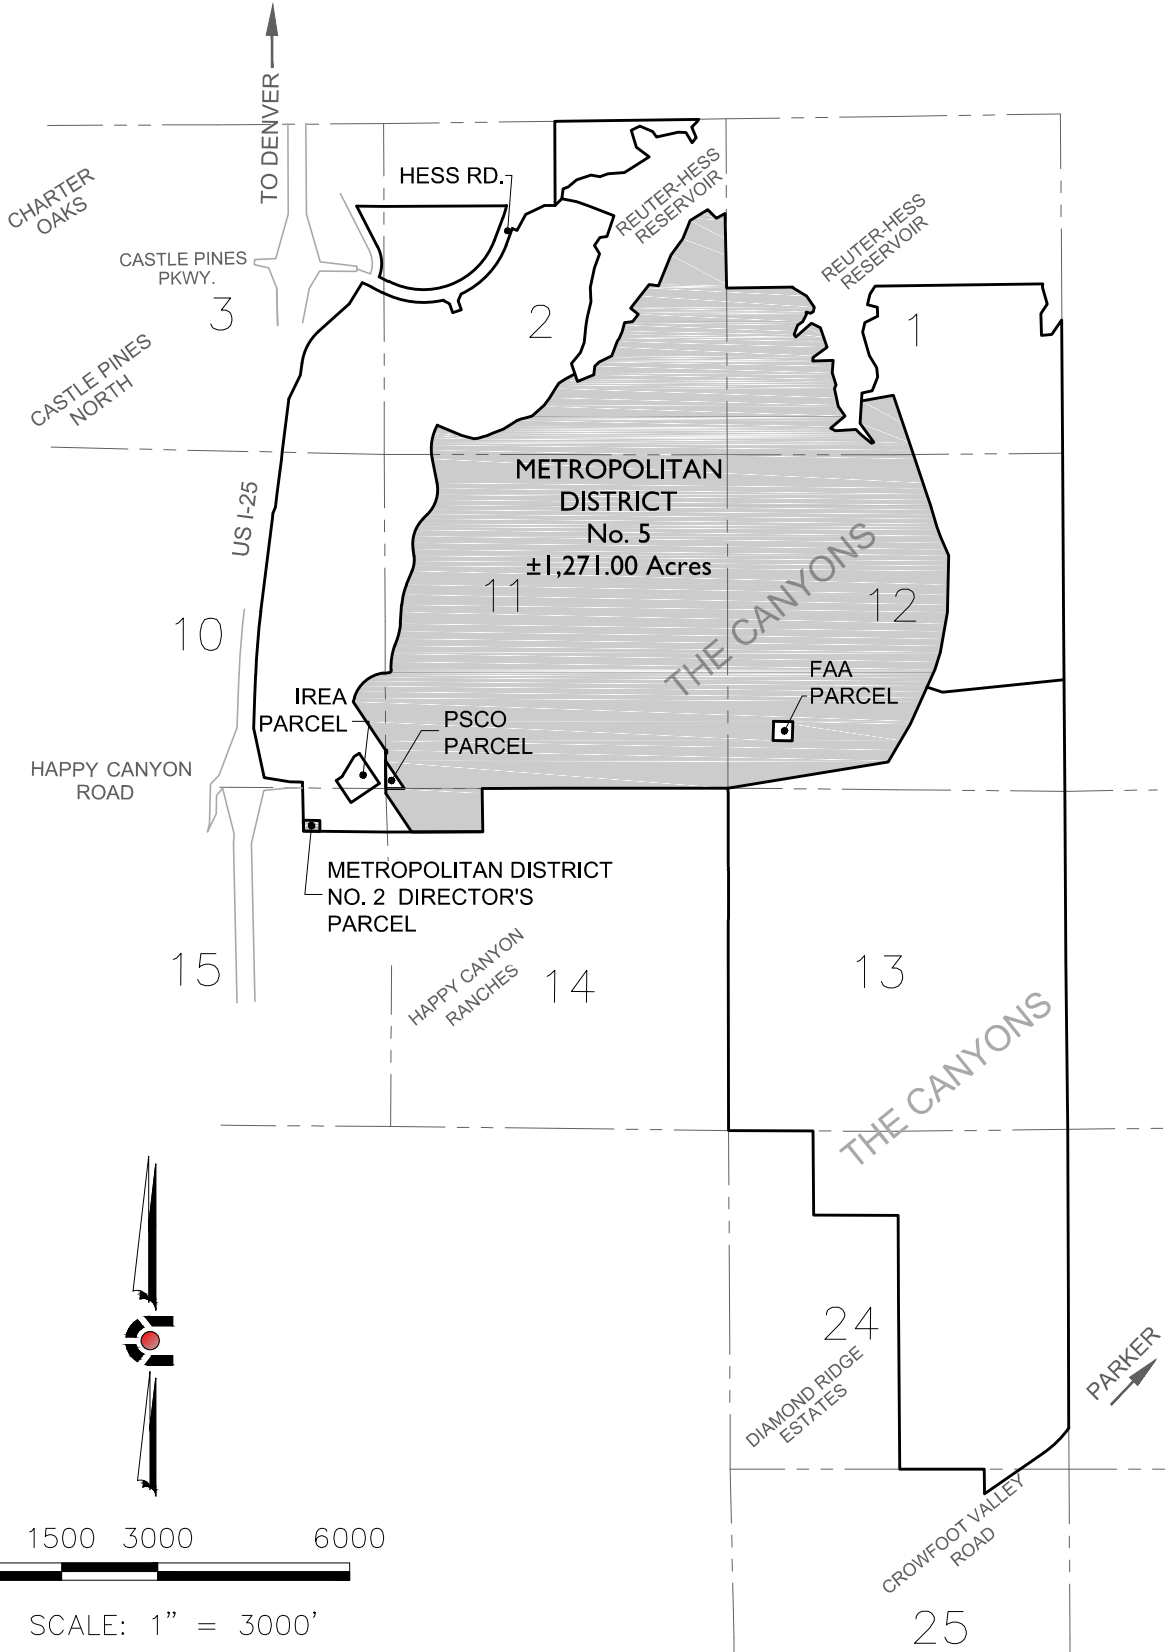 TO DENVER
CHARTER
OAKS
HESS RD.
REUTER-HESS
RESERVOIR
REUTER-HESS
RESERVOIR
CASTLE PINES
PKWY.
3
2
1
CASTLE PINES
NORTH
US I-25
METROPOLITAN
DISTRICT
No. 5
±1,271.00 Acres
11
THE CANYONS
12
10
IREA
PARCEL
PSCO
PARCEL
FAA
PARCEL
HAPPY CANYON
ROAD
METROPOLITAN DISTRICT
NO. 2 DIRECTOR'S
PARCEL
15
HAPPY CANYON
RANCHES
14
13
THE CANYONS
24
DIAMOND RIDGE
ESTATES
PARKER
CROWFOOT VALLEY
ROAD
25
1500 3000 6000
SCALE: 1" = 3000'